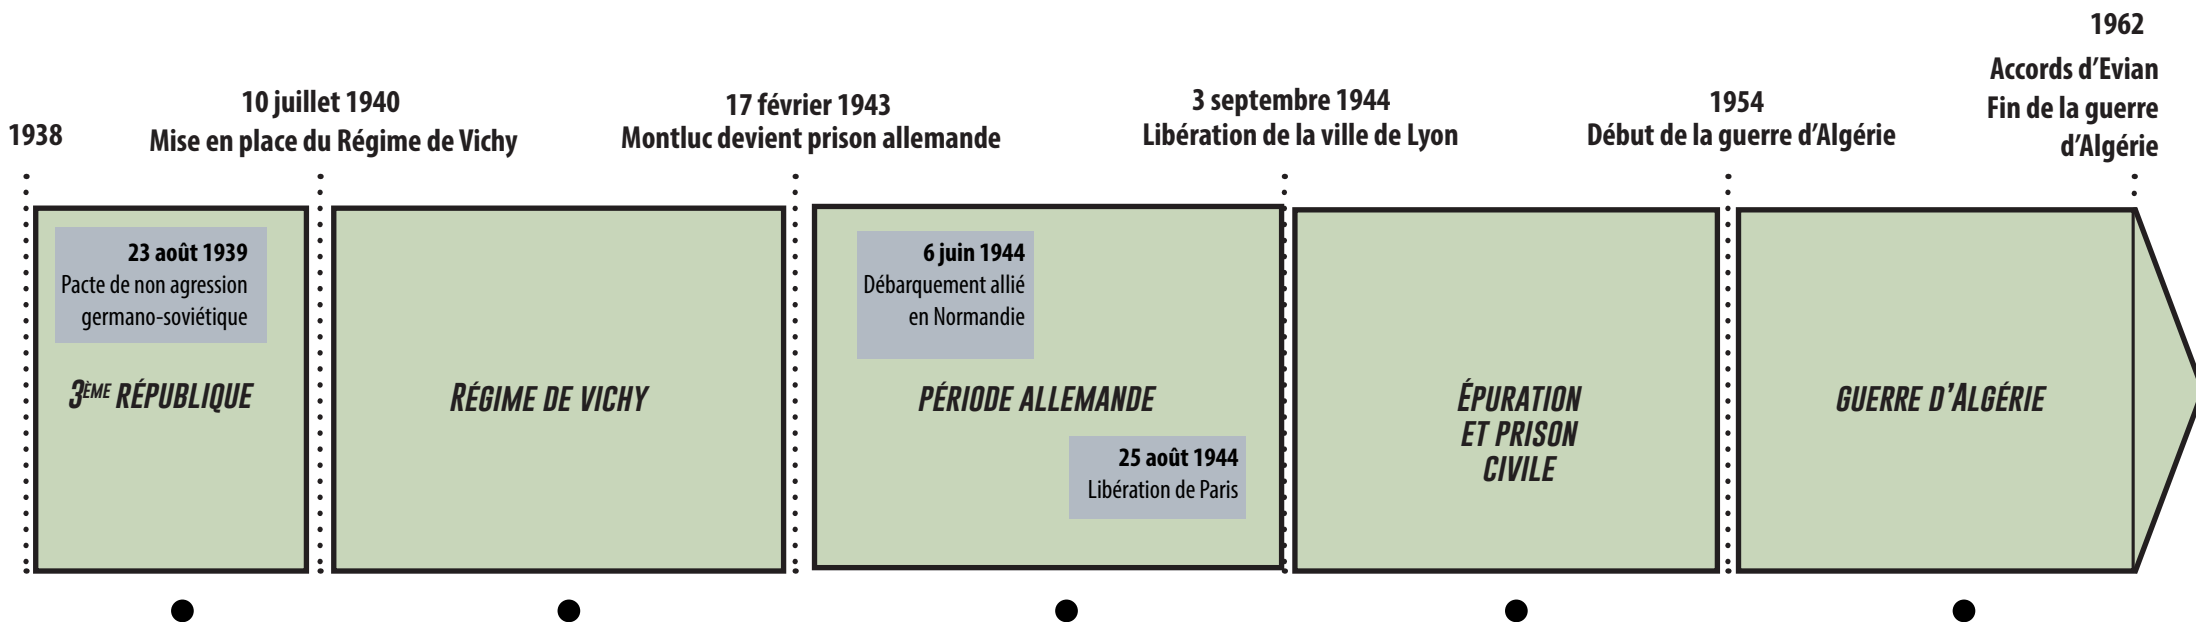 1938
10 juillet 1940
Mise en place du Régime de Vichy
17 février 1943
Montluc devient prison allemande
3 septembre 1944
Libération de la ville de Lyon
1954
Début de la guerre d’Algérie
1962
Accords d’Evian
Fin de la guerre
d’Algérie
23 août 1939
Pacte de non agression
germano-soviétique
3ÈME RÉPUBLIQUE
RÉGIME DE VICHY
6 juin 1944
Débarquement allié
en Normandie
PÉRIODE ALLEMANDE
25 août 1944
Libération de Paris
ÉPURATION
ET PRISON
CIVILE
GUERRE D’ALGÉRIE